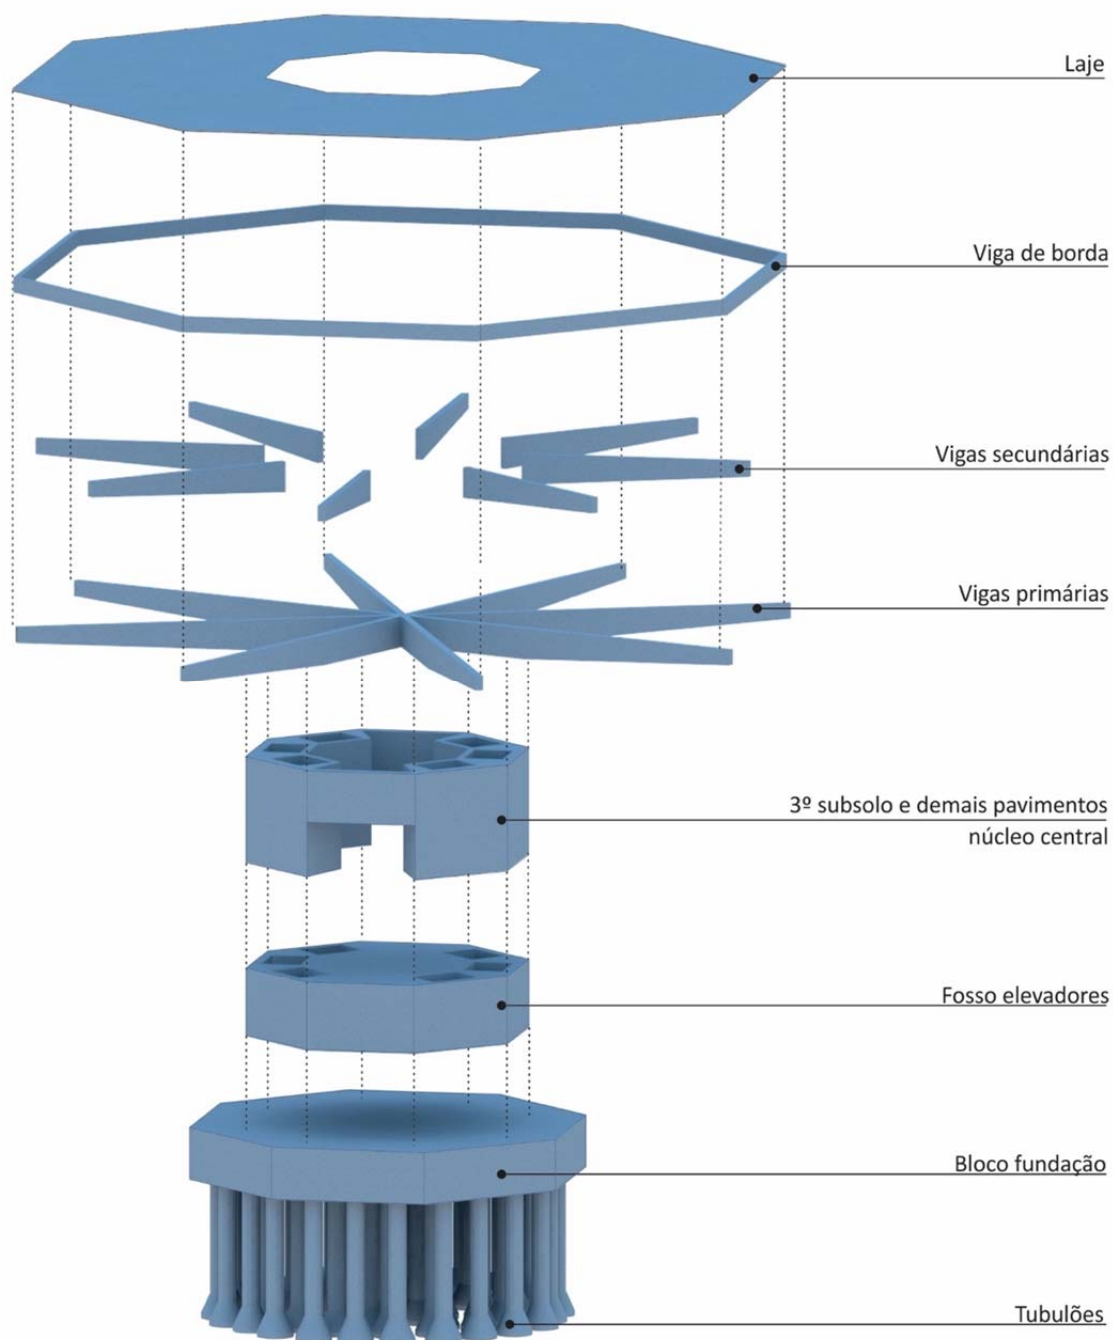 Laje
Viga de borda
Vigas secundárias
Vigas primárias
3º subsolo e demais pavimentos
núcleo central
Fosso elevadores
Bloco fundação
Tubulões